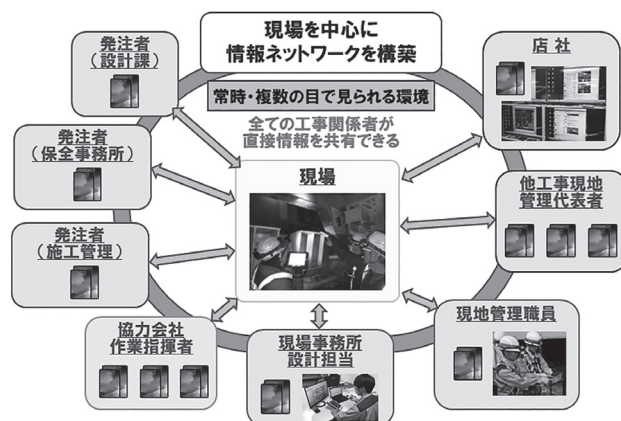 現場を中心に
情報ネットワークを構築
常時・複数の目で見られる環境
全ての工事関係者が
直接情報を共有できる
発注者
(設計課)
発注者
(保全事務所)
発注者
(施工管理)
協力会社
作業指揮者
現場事務所
設計担当
現地管理職員
他工事現地
管理代表者
店社
現場